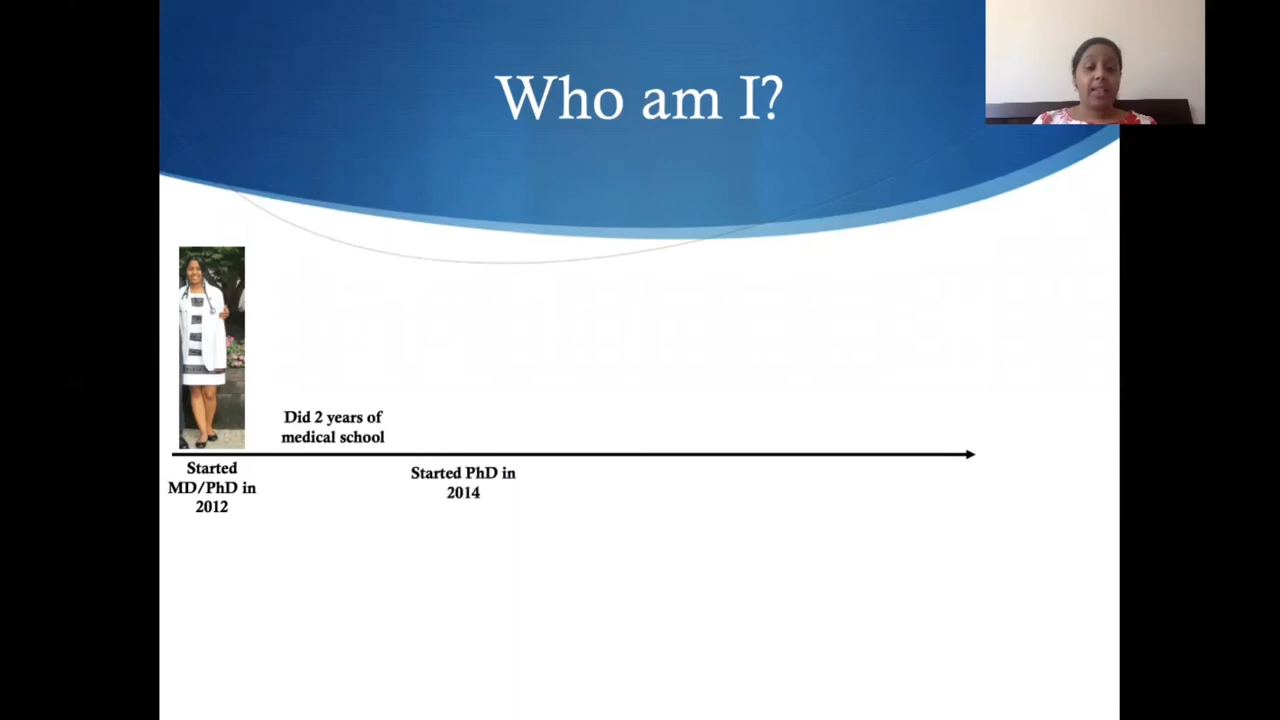 Who am I?
Did 2 years of
medical school
Started
MD/PhD in
2012
Started PhD in
2014